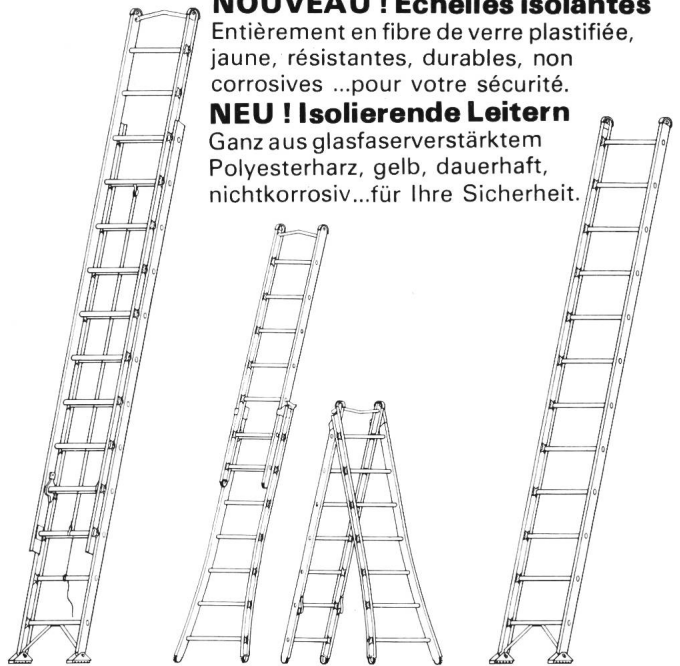 NOUVEAU ! Echelles isolantes
Entièrement en fibre de verre plastifiée,
jaune, résistantes, durables, non
corrosives ...pour votre sécurité.
NEU ! Isolierende Leitern
Ganz aus glasfaserverstärktem
Polyesterharz, gelb, dauerhaft,
nichtkorrosiv...für Ihre Sicherheit.